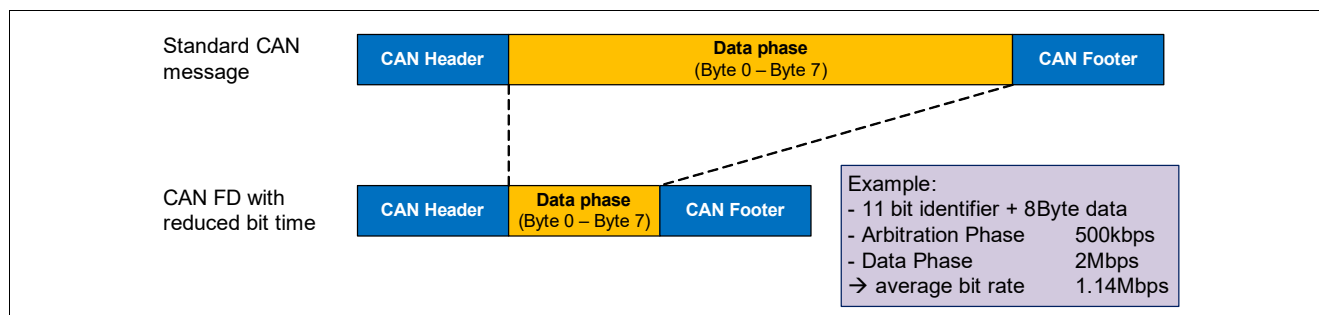 Standard CAN
message
CAN Header
Data phase
(Byte 0 – Byte 7)
CAN Footer
CAN FD with
reduced bit time
CAN Header
Data phase
(Byte 0 – Byte 7)
CAN Footer
Example:
- 11 bit identifier + 8Byte data
- Arbitration Phase 500kbps
- Data Phase 2Mbps
→ average bit rate 1.14Mbps